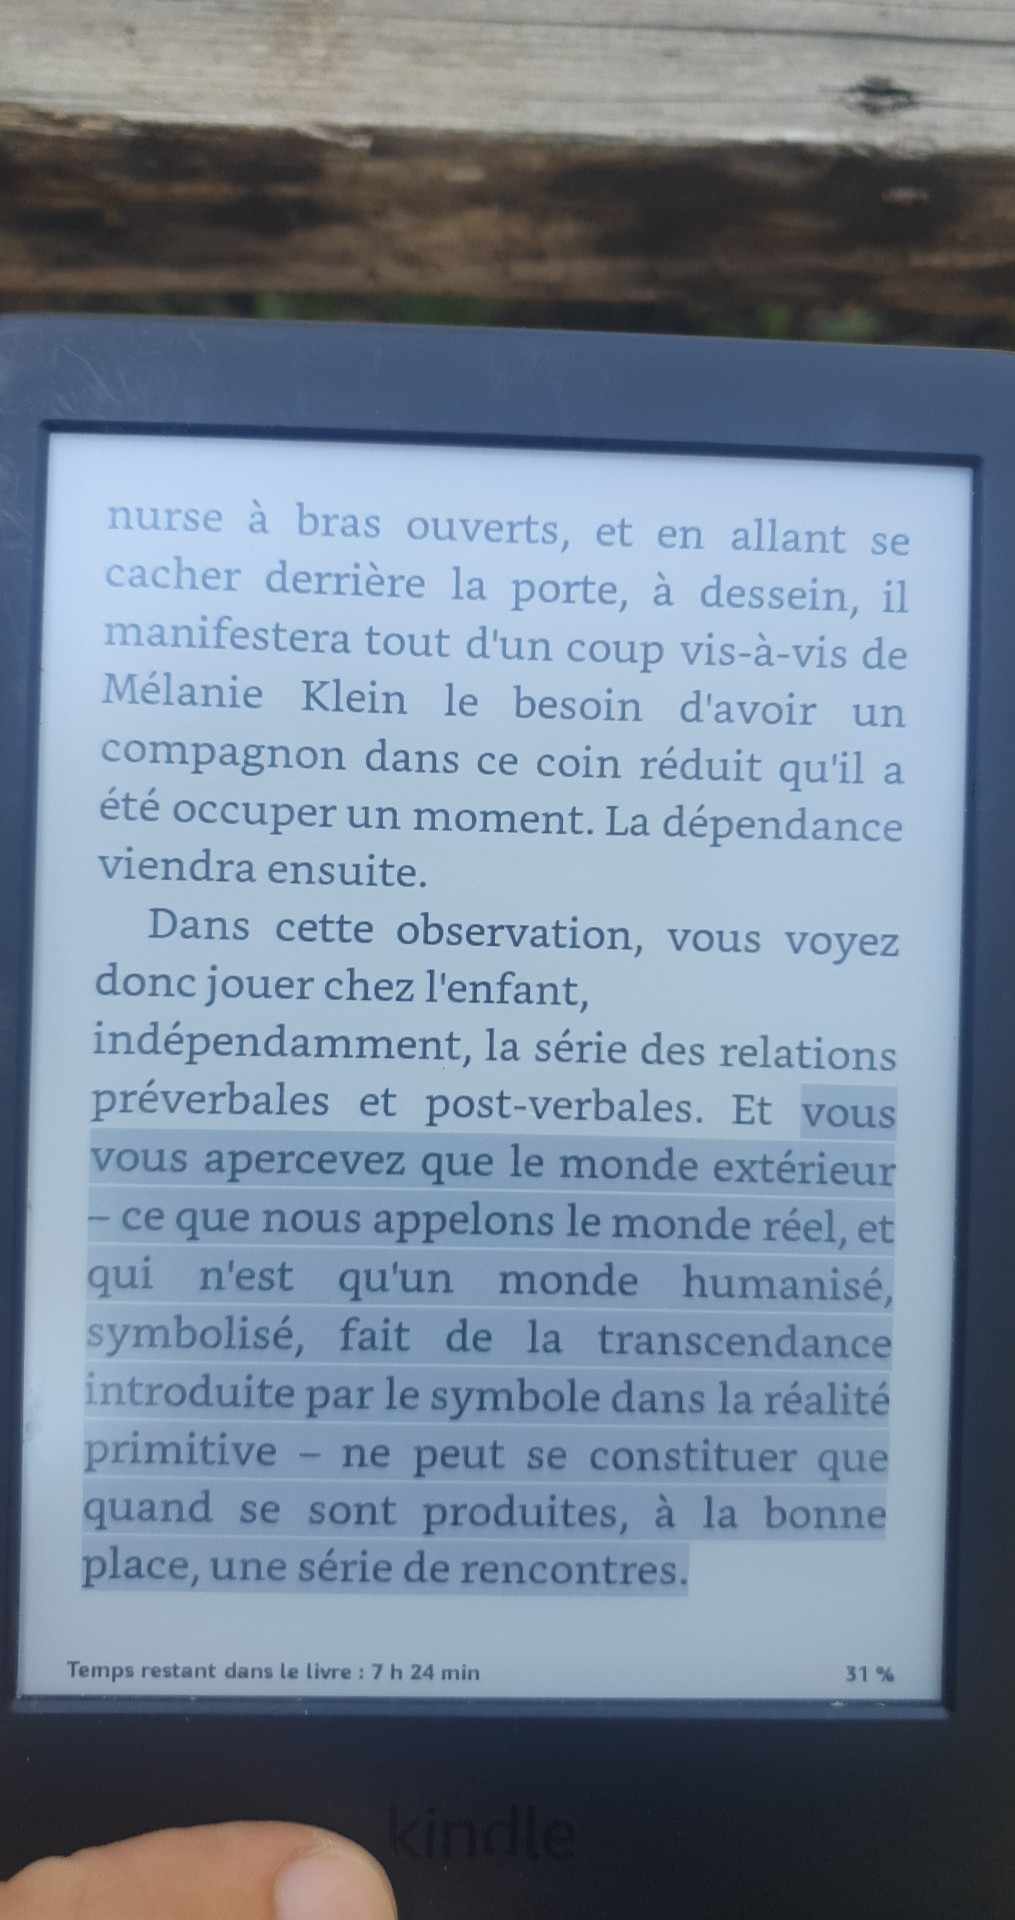 nurse à bras ouverts, et en allant se
cacher derrière la porte, à dessein, il
manifestera tout d'un coup vis-à-vis de
Mélanie Klein le besoin d'avoir un
compagnon dans ce coin réduit qu'il a
été occuper un moment. La dépendance
viendra ensuite.
Dans cette observation, vous voyez
donc jouer chez l'enfant,
indépendamment, la série des relations
préverbales et post-verbales. Et vous
vous apercevez que le monde extérieur
– ce que nous appelons le monde réel, et
qui n'est qu'un monde humanisé,
symbolisé, fait de la transcendance
introduite par le symbole dans la réalité
primitive – ne peut se constituer que
quand se sont produites, à la bonne
place, une série de rencontres.
Temps restant dans le livre : 7 h 24 min 31 %
kindle